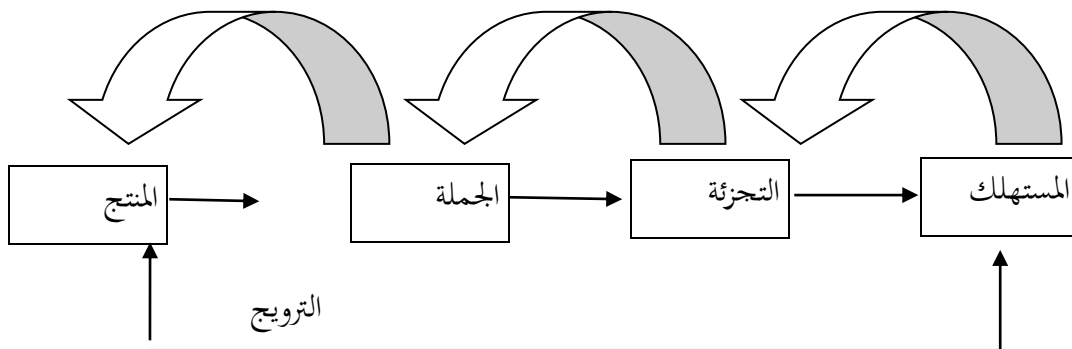 المستهلك
التجزئة
الجملة
المنتج
الترويج